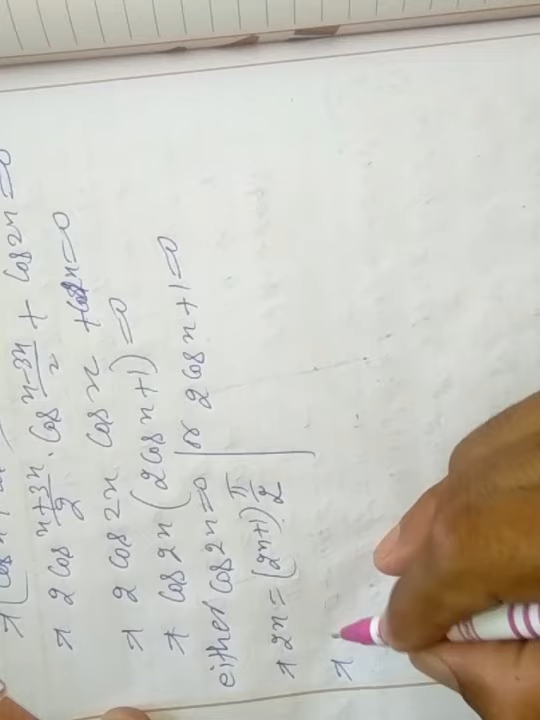 2 cos (x+3x)/2 . cos (x-3x)/2 + cos 2x = 0
⇒ 2 cos 2x cos x + cos 2x = 0
⇒ cos 2x (2 cos x + 1) = 0
either cos 2x = 0 | or 2 cos x + 1 = 0
⇒ 2x = (2n+1) π/2
⇒